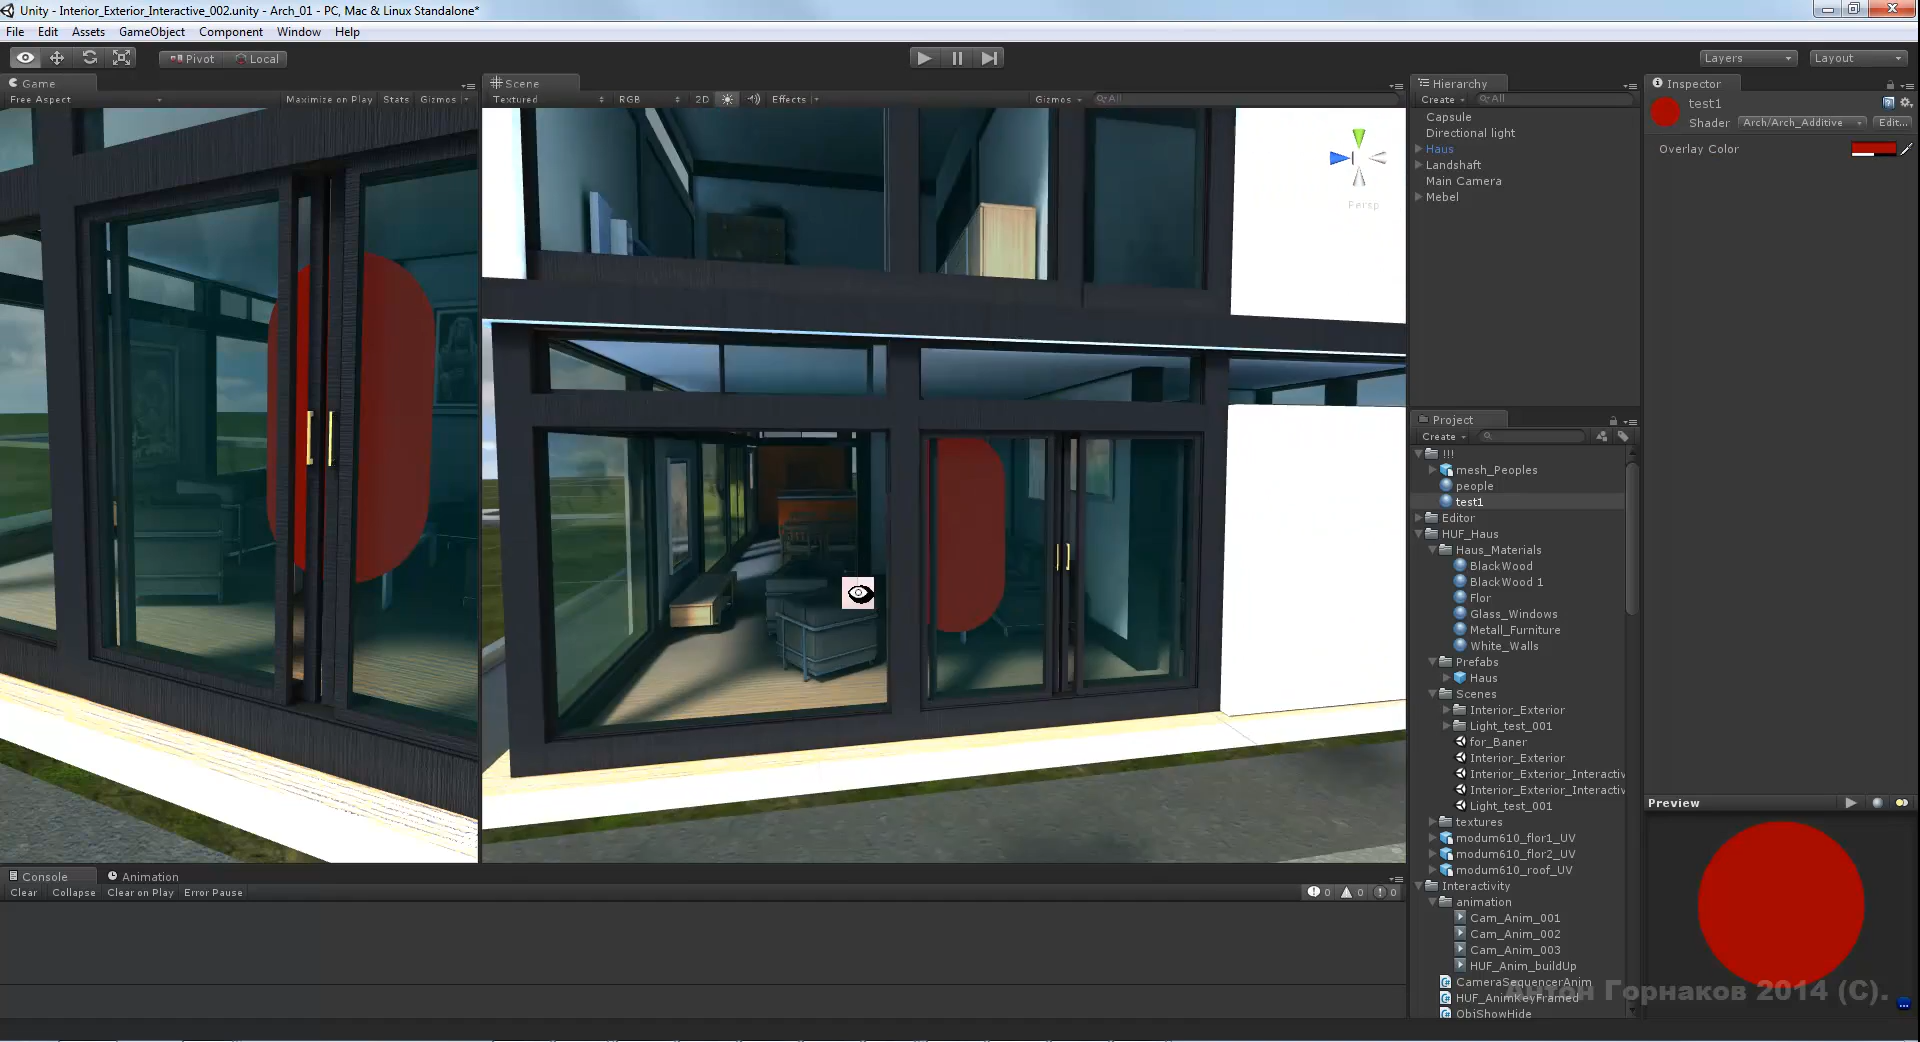 Unity - Interior_Exterior_Interactive_002.unity - Arch_01 - PC, Mac & Linux Standalone*
File Edit Assets GameObject Component Window Help
Pivot Local
Layers Layout
Game
Free Aspect Maximize on Play Stats Gizmos
Scene
Textured RGB 2D Effects Gizmos All
Persp
Hierarchy
Create All
Capsule
Directional light
Haus
Landshaft
Main Camera
Mebel
Project
Create
!!!
mesh_Peoples
people
test1
Editor
HUF_Haus
Haus_Materials
BlackWood
BlackWood 1
Flor
Glass_Windows
Metall_Furniture
White_Walls
Prefabs
Haus
Scenes
Interior_Exterior
Light_test_001
for_Baner
Interior_Exterior
Interior_Exterior_Interactiv
Interior_Exterior_Interactiv
Light_test_001
textures
modum610_flor1_UV
modum610_flor2_UV
modum610_roof_UV
Interactivity
animation
Cam_Anim_001
Cam_Anim_002
Cam_Anim_003
HUF_Anim_buildUp
CameraSequencerAnim
HUF_AnimKeyFramed
ObjShowHide
Inspector
test1
Shader Arch/Arch_Additive Edit...
Overlay Color
Preview
Console Animation
Clear Collapse Clear on Play Error Pause
0 0 0
Антон Горнаков 2014 (C).